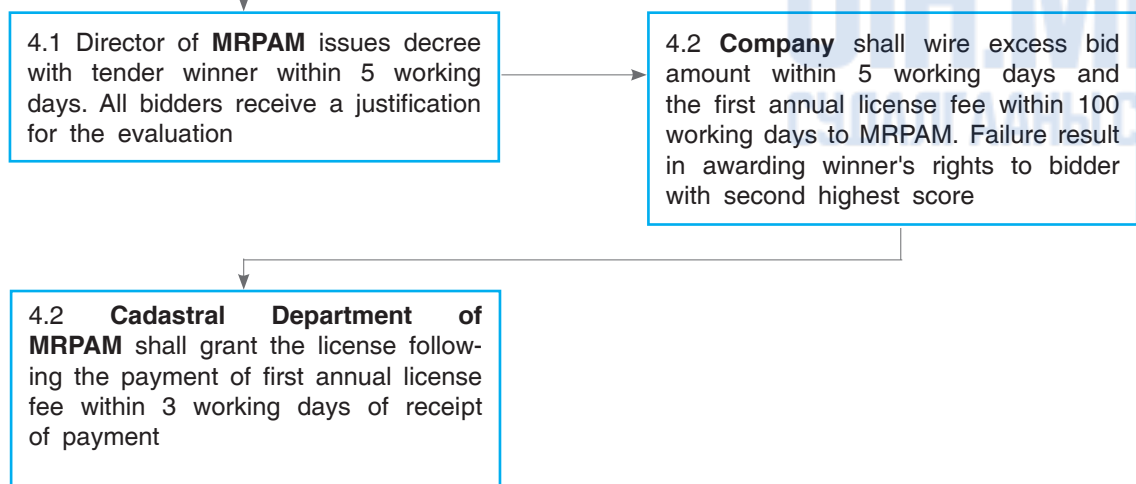 4.1 Director of MRPAM issues decree
with tender winner within 5 working
days. All bidders receive a justification
for the evaluation
4.2 Company shall wire excess bid
amount within 5 working days and
the first annual license fee within 100
working days to MRPAM. Failure result
in awarding winner's rights to bidder
with second highest score
4.2 Cadastral Department of
MRPAM shall grant the license follow-
ing the payment of first annual license
fee within 3 working days of receipt
of payment